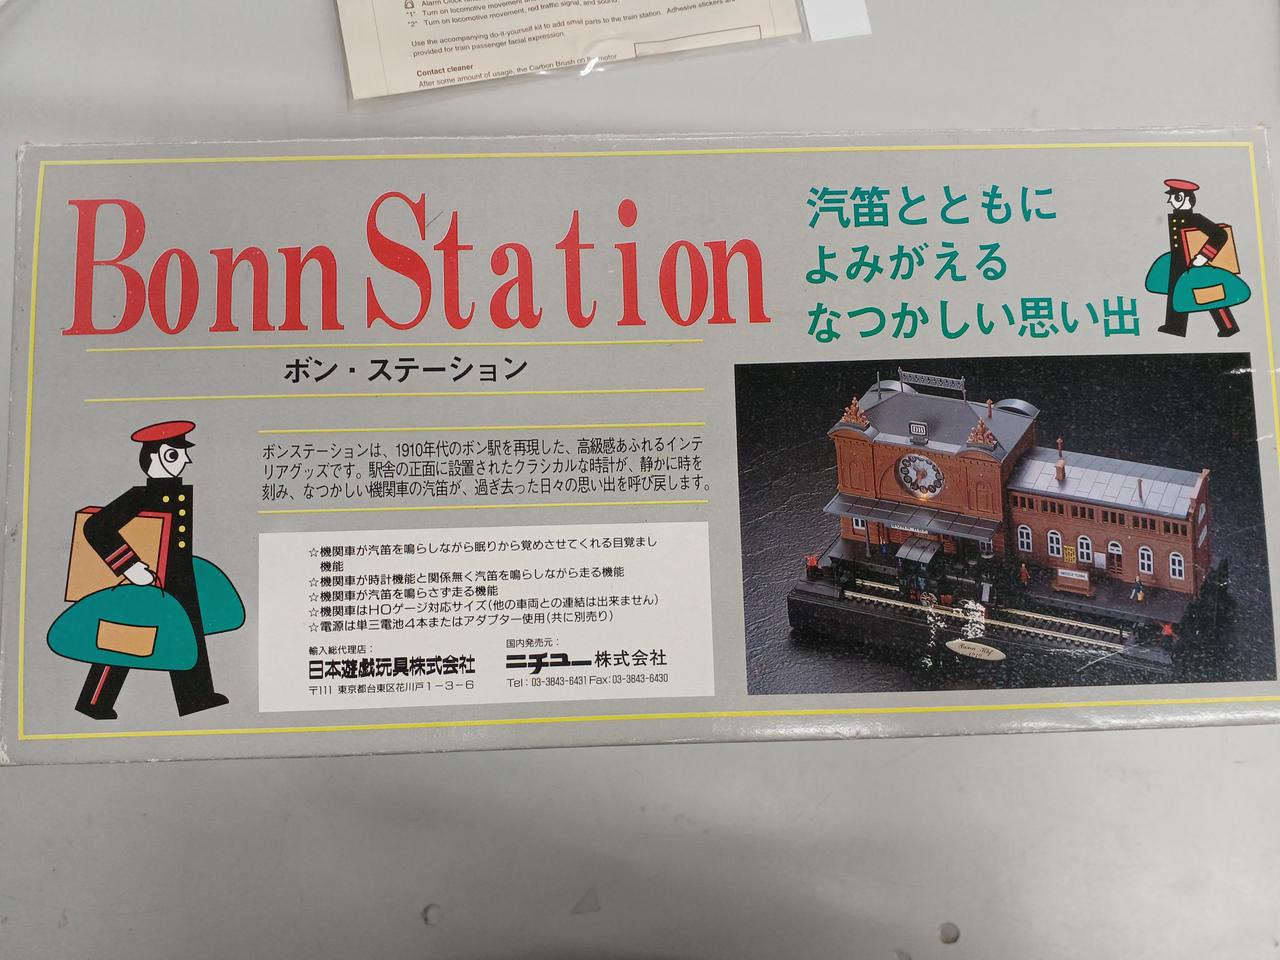 Alarm Clock
"1" Turn on locomotive movement
"2" Turn on locomotive movement, red traffic signal, and sound
Use the accompanying do-it-yourself kit to add small parts to the train station. Adhesive stickers are
provided for train passenger facial expression.
Contact cleaner
After some amount of usage, the Carbon Brush on the motor
Bonn Station
ボン・ステーション
汽笛とともに
よみがえる
なつかしい思い出
ボンステーションは、1910年代のボン駅を再現した、高級感あふれるインテ
リアグッズです。駅舎の正面に設置されたクラシカルな時計が、静かに時を
刻み、なつかしい機関車の汽笛が、過ぎ去った日々の思い出を呼び戻します。
☆機関車が汽笛を鳴らしながら眠りから覚めさせてくれる目覚まし
機能
☆機関車が時計機能と関係無く汽笛を鳴らしながら走る機能
☆機関車が汽笛を鳴らさず走る機能
☆機関車はHOゲージ対応サイズ(他の車両との連結は出来ません)
☆電源は単三電池4本またはアダプター使用(共に別売り)
輸入総代理店:
日本遊戯玩具株式会社
〒111 東京都台東区花川戸1-3-6
国内発売元:
ニチユー株式会社
Tel: 03-3843-6431 Fax: 03-3843-6430
DB
BONN HBF
Bonn Hbf
1910